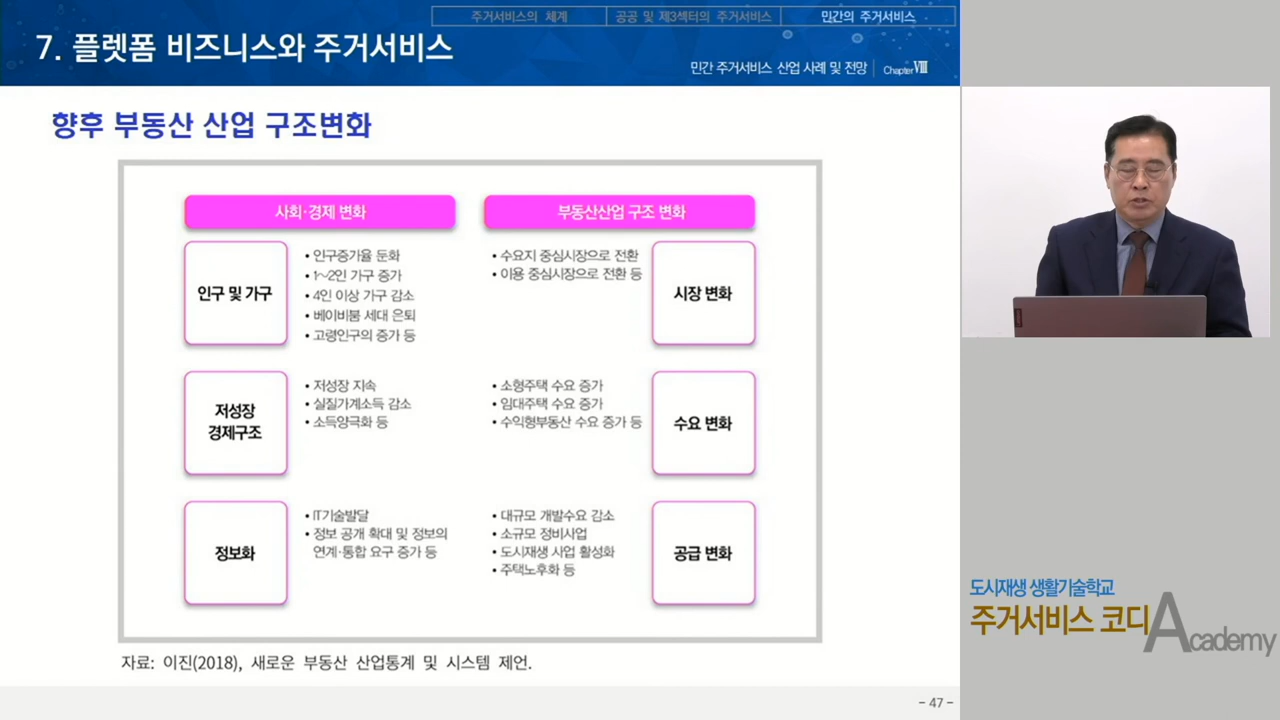 주거서비스의 체계
공공 및 제3섹터의 주거서비스
민간의 주거서비스
7. 플렛폼 비즈니스와 주거서비스
민간 주거서비스 산업 사례 및 전망
Chapter Ⅷ
향후 부동산 산업 구조변화
사회·경제 변화
부동산산업 구조 변화
인구 및 가구
• 인구증가율 둔화
• 1~2인 가구 증가
• 4인 이상 가구 감소
• 베이비붐 세대 은퇴
• 고령인구의 증가 등
• 수요지 중심시장으로 전환
• 이용 중심시장으로 전환 등
시장 변화
저성장
경제구조
• 저성장 지속
• 실질가계소득 감소
• 소득양극화 등
• 소형주택 수요 증가
• 임대주택 수요 증가
• 수익형부동산 수요 증가 등
수요 변화
정보화
• IT기술발달
• 정보 공개 확대 및 정보의
연계·통합 요구 증가 등
• 대규모 개발수요 감소
• 소규모 정비사업
• 도시재생 사업 활성화
• 주택노후화 등
공급 변화
자료: 이진(2018), 새로운 부동산 산업통계 및 시스템 제언.
- 47 -
도시재생 생활기술학교
주거서비스 코디
Academy